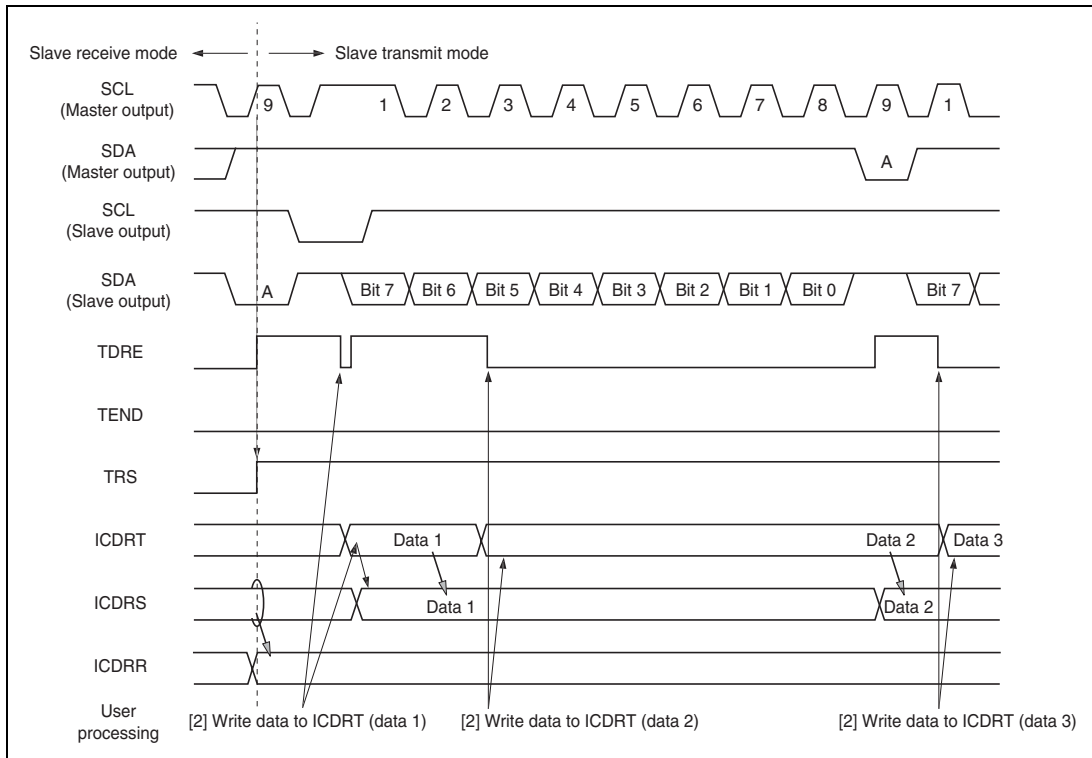 Slave receive mode Slave transmit mode
SCL
(Master output)
9 1 2 3 4 5 6 7 8 9 1
SDA
(Master output)
A
SCL
(Slave output)
SDA
(Slave output)
A Bit 7 Bit 6 Bit 5 Bit 4 Bit 3 Bit 2 Bit 1 Bit 0 Bit 7
TDRE
TEND
TRS
ICDRT
Data 1 Data 2 Data 3
ICDRS
Data 1 Data 2
ICDRR
User
processing
[2] Write data to ICDRT (data 1) [2] Write data to ICDRT (data 2) [2] Write data to ICDRT (data 3)